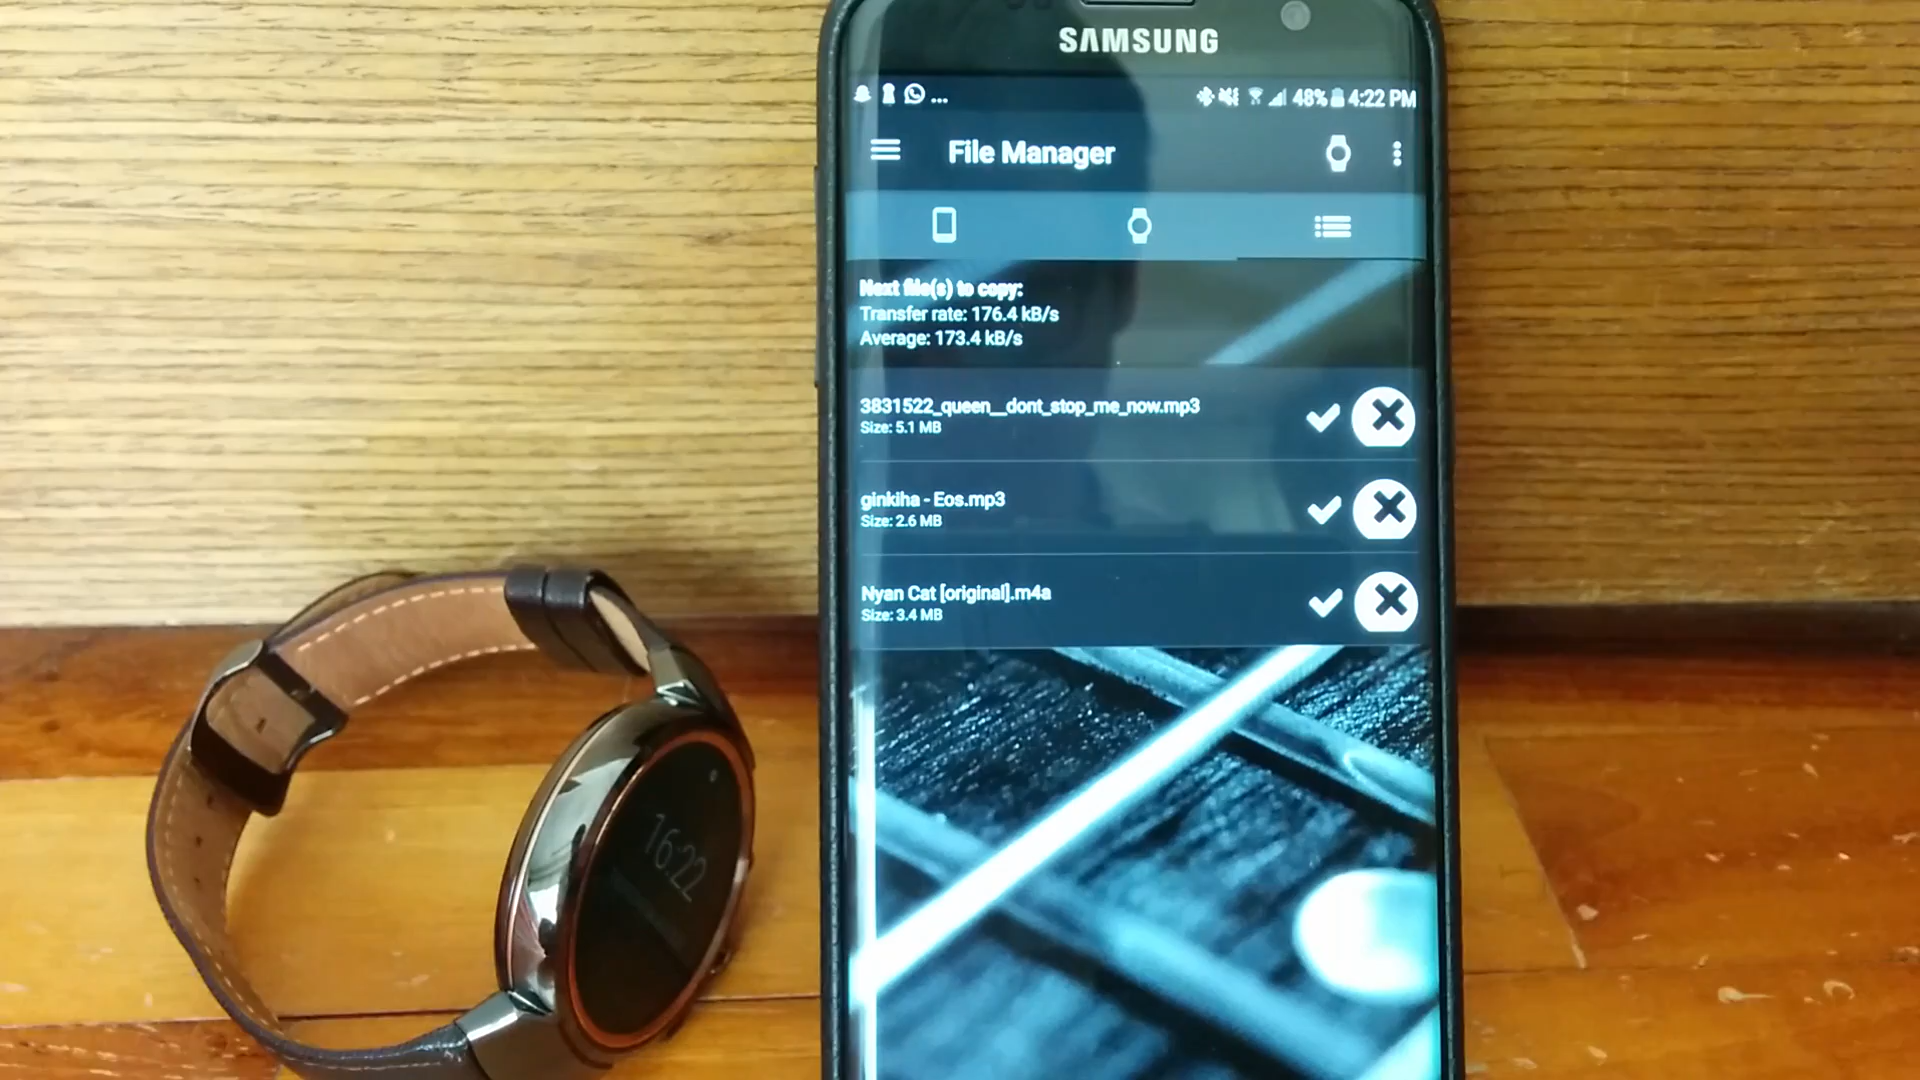 SAMSUNG
... 48% 4:22 PM
File Manager
Next file(s) to copy:
Transfer rate: 176.4 kB/s
Average: 173.4 kB/s
3831522_queen__dont_stop_me_now.mp3
Size: 5.1 MB
ginkiha - Eos.mp3
Size: 2.6 MB
Nyan Cat [original].m4a
Size: 3.4 MB
16:22